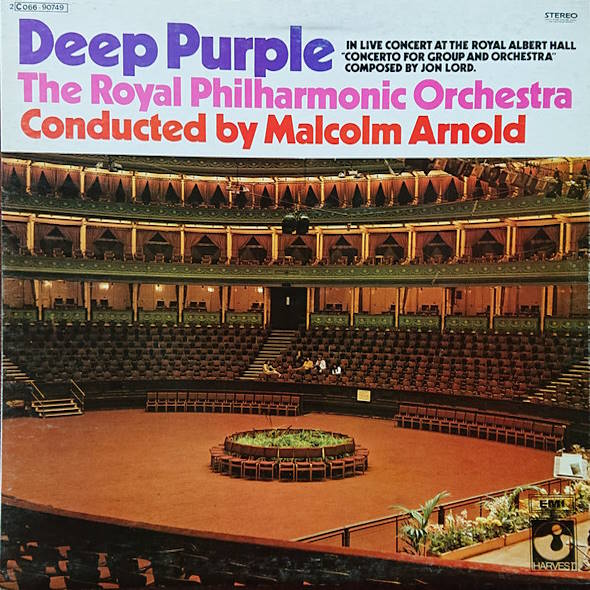 2 C 066-90749
STEREO
Deep Purple
IN LIVE CONCERT AT THE ROYAL ALBERT HALL
"CONCERTO FOR GROUP AND ORCHESTRA"
COMPOSED BY JON LORD.
The Royal Philharmonic Orchestra
Conducted by Malcolm Arnold
EMI
HARVEST